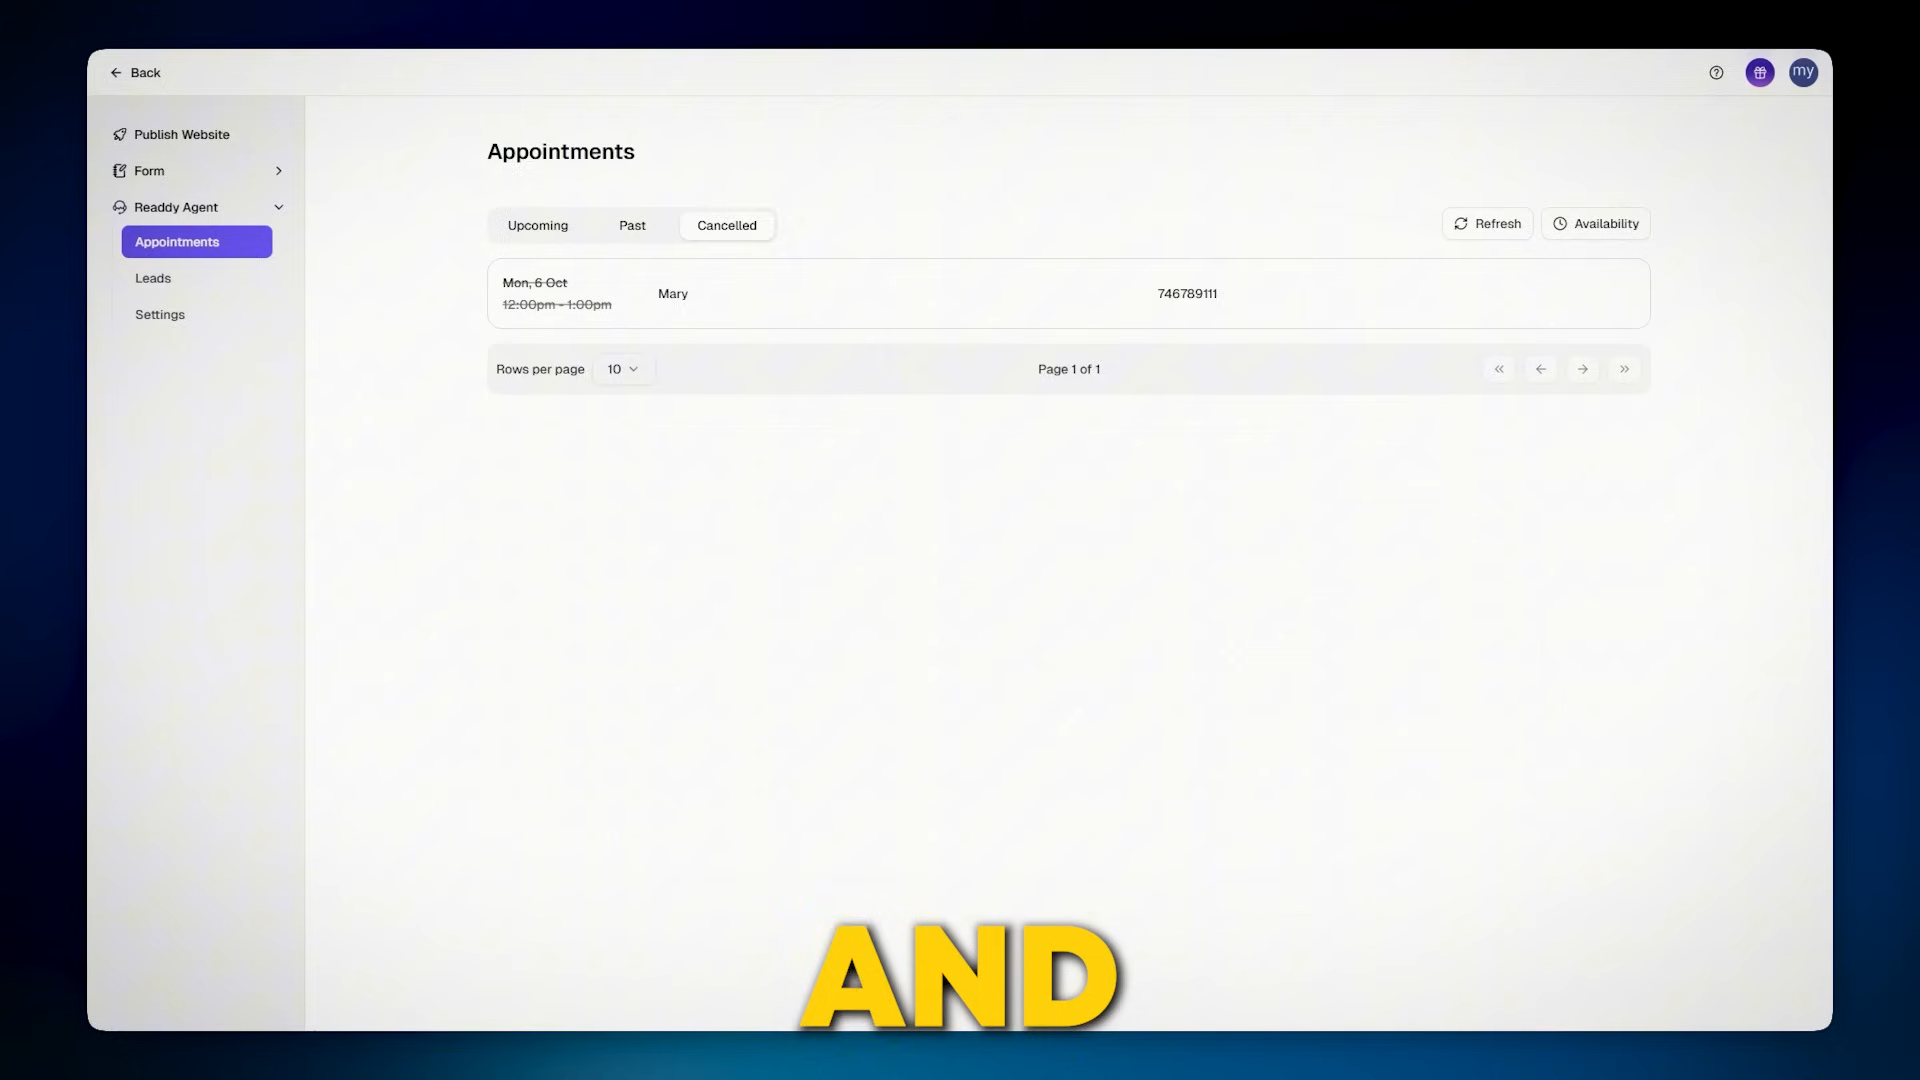 Back
my
Publish Website
Form
Readdy Agent
Appointments
Leads
Settings
Appointments
Upcoming Past Cancelled
Refresh Availability
Mon, 6 Oct
12:00pm - 1:00pm
Mary 746789111
Rows per page 10 Page 1 of 1
AND